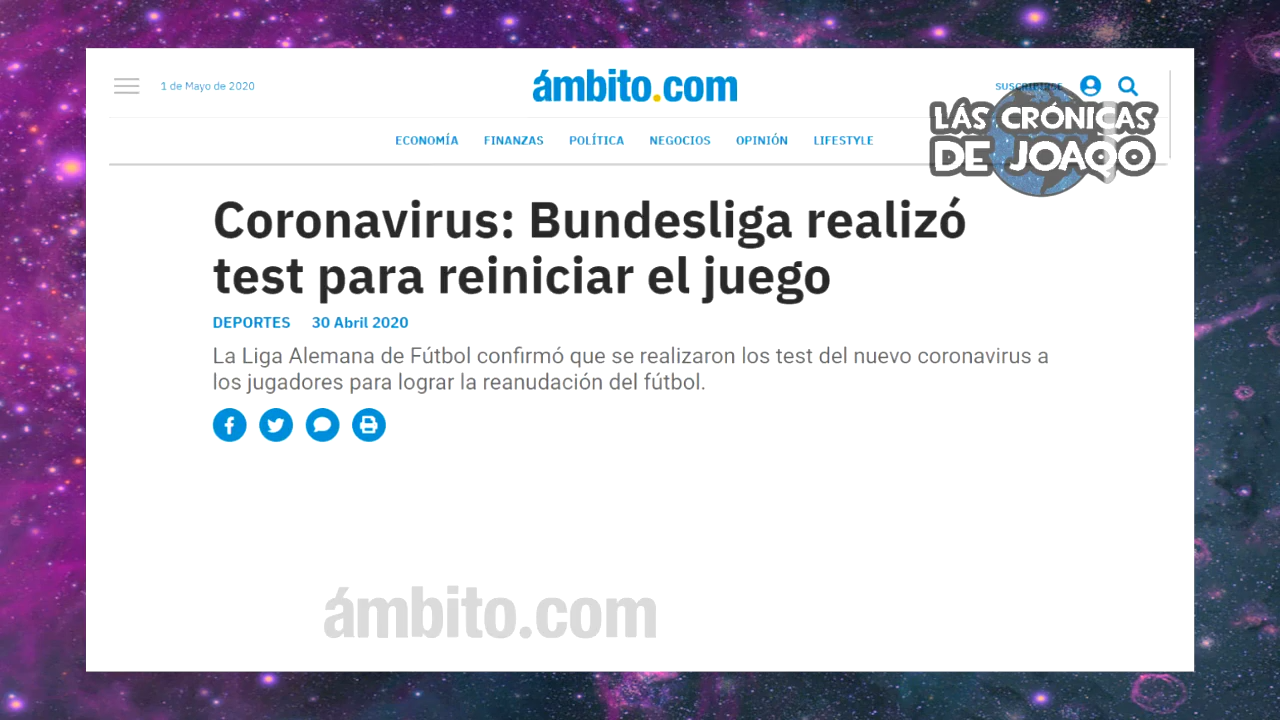 1 de Mayo de 2020
ámbito.com
LÁS CRÓNICAS
DE JOAQO
ECONOMÍA FINANZAS POLÍTICA NEGOCIOS OPINIÓN LIFESTYLE
Coronavirus: Bundesliga realizó
test para reiniciar el juego
DEPORTES 30 Abril 2020
La Liga Alemana de Fútbol confirmó que se realizaron los test del nuevo coronavirus a
los jugadores para lograr la reanudación del fútbol.
ámbito.com